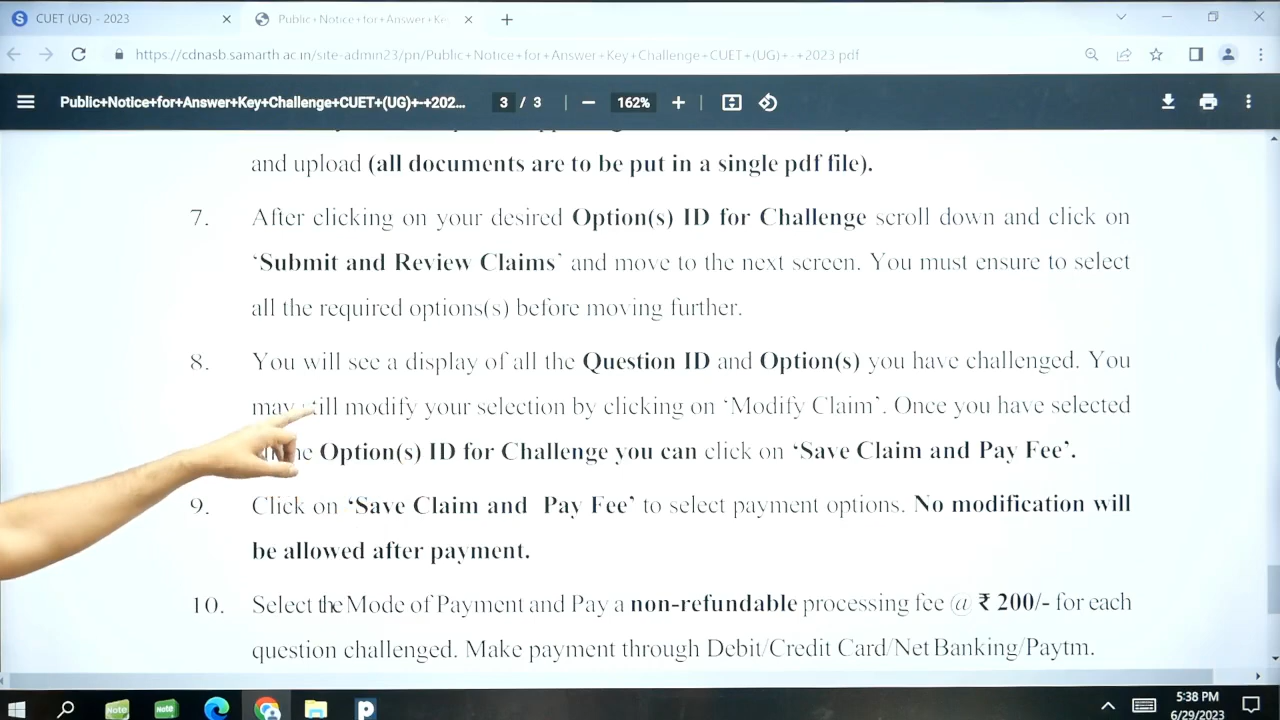 CUET (UG) - 2023
Public+Notice+for+Answer+Ke
https://cdnasb.samarth.ac.in/site-admin23/pn/Public+Notice+for+Answer+Key+Challenge+CUET+(UG)+-+2023.pdf
Public+Notice+for+Answer+Key+Challenge+CUET+(UG)+-+202... 3 / 3 162%
and upload (all documents are to be put in a single pdf file).
7. After clicking on your desired Option(s) ID for Challenge scroll down and click on
‘Submit and Review Claims’ and move to the next screen. You must ensure to select
all the required options(s) before moving further.
8. You will see a display of all the Question ID and Option(s) you have challenged. You
may still modify your selection by clicking on ‘Modify Claim’. Once you have selected
Option(s) ID for Challenge you can click on ‘Save Claim and Pay Fee’.
9. Click on ‘Save Claim and Pay Fee’ to select payment options. No modification will
be allowed after payment.
10. Select the Mode of Payment and Pay a non-refundable processing fee @ ₹ 200/- for each
question challenged. Make payment through Debit/Credit Card/Net Banking/Paytm.
Note
Note
5:38 PM
6/29/2023